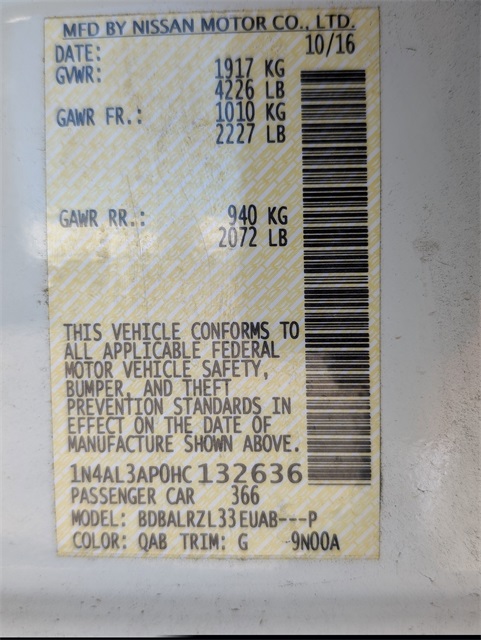 MFD BY NISSAN MOTOR CO., LTD.
DATE: 10/16
GVWR: 1917 KG
4226 LB
GAWR FR.: 1010 KG
2227 LB
GAWR RR.: 940 KG
2072 LB
THIS VEHICLE CONFORMS TO
ALL APPLICABLE FEDERAL
MOTOR VEHICLE SAFETY,
BUMPER, AND THEFT
PREVENTION STANDARDS IN
EFFECT ON THE DATE OF
MANUFACTURE SHOWN ABOVE.
1N4AL3AP0HC132636
PASSENGER CAR 366
MODEL: BDBALRZL33EUAB---P
COLOR: QAB TRIM: G -9N00A